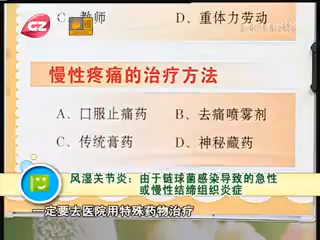 CZ
C、教师 D、重体力劳动
慢性疼痛的治疗方法
A、口服止痛药 B、去痛喷雾剂
C、传统膏药 D、神秘藏药
风湿关节炎：由于链球菌感染导致的急性
或慢性结缔组织炎症
一定要去医院用特殊药物治疗